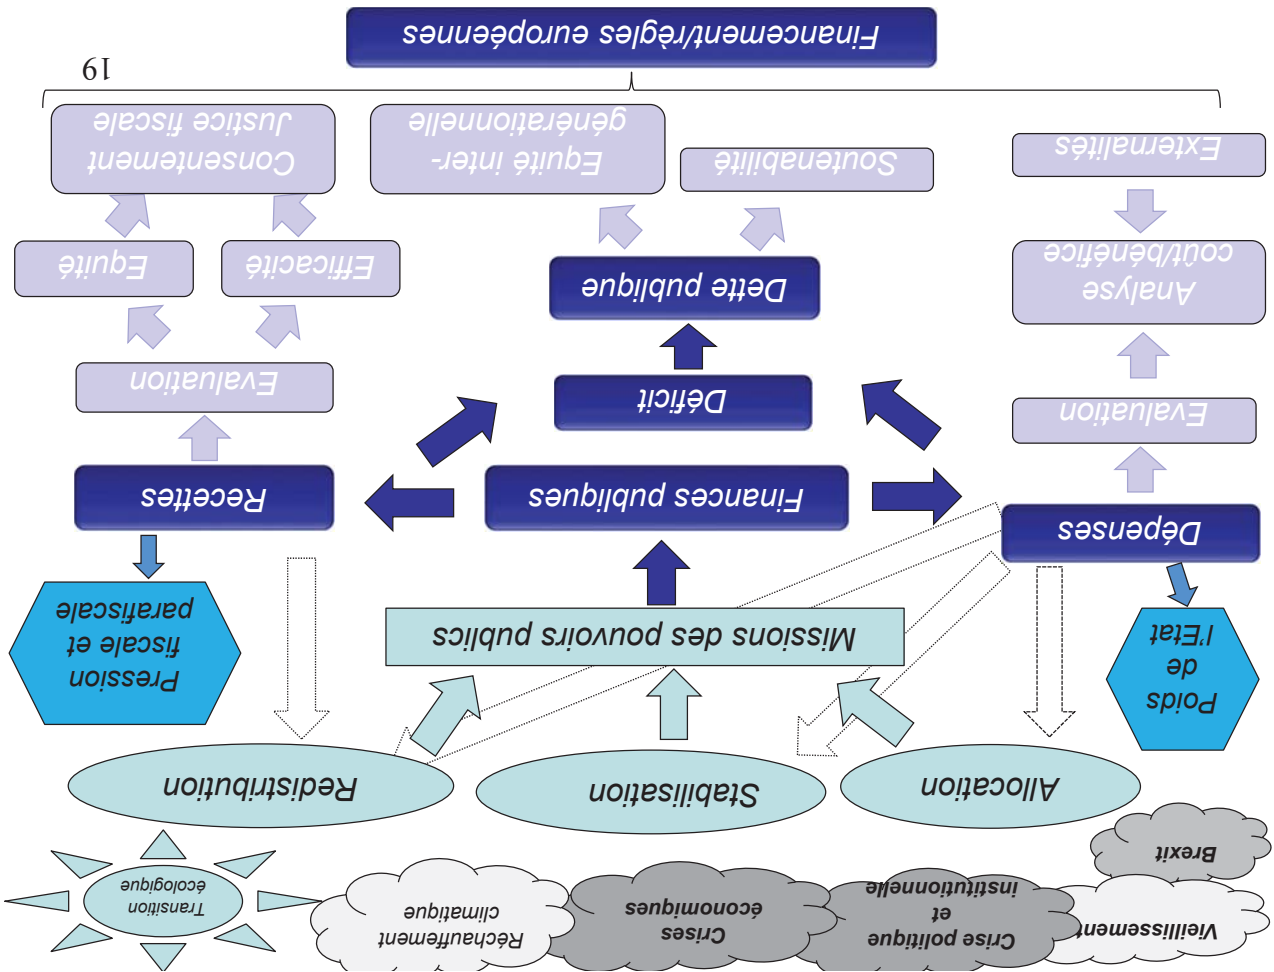 Vieillissement
Crise politique
et
institutionnelle
Crises
économiques
Réchauffement
climatique
Transition
écologique
Brexit
Allocation
Stabilisation
Redistribution
Poids
de
l'Etat
Missions des pouvoirs publics
Pression et
fiscale et
parafiscale
Dépenses
Finances publiques
Recettes
Evaluation
Déficit
Evaluation
Analyse
coût/bénéfice
Dette publique
Efficacité
Equité
Externalités
Soutenabilité
Equité inter-
générationnelle
Consentement
Justice fiscale
19
Financement/règles européennes